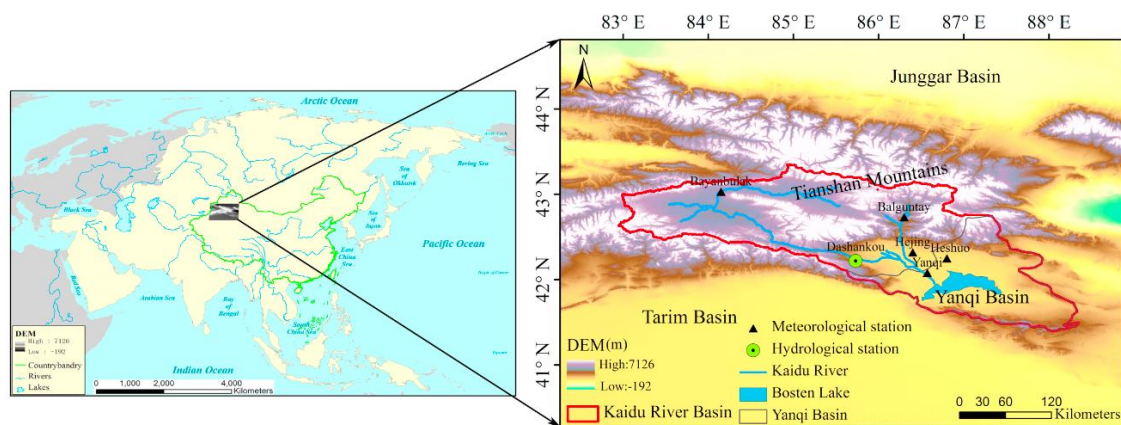 Arctic Ocean
Bering Sea
Sea
of
Okhotsk
Black Sea
Sea
of
Japan
Pacific Ocean
East
China
Sea
Red Sea
Arabian Sea
Bay
of
Bengal
South
China Sea
Indian Ocean
DEM
High : 7126
Low : -192
Countrybandry
Rivers
Lakes
0 1,000 2,000 4,000
Kilometers
83° E 84° E 85° E 86° E 87° E 88° E
44° N
43° N
42° N
41° N
N
Junggar Basin
Tianshan Mountains
Bayanbulak
Balguntay
Dashankou
Hejing
Heshuo
Yanqi
Yanqi Basin
Tarim Basin
DEM(m)
High:7126
Low:-192
Kaidu River Basin
Meteorological station
Hydrological station
Kaidu River
Bosten Lake
Yanqi Basin
0 30 60 120
Kilometers